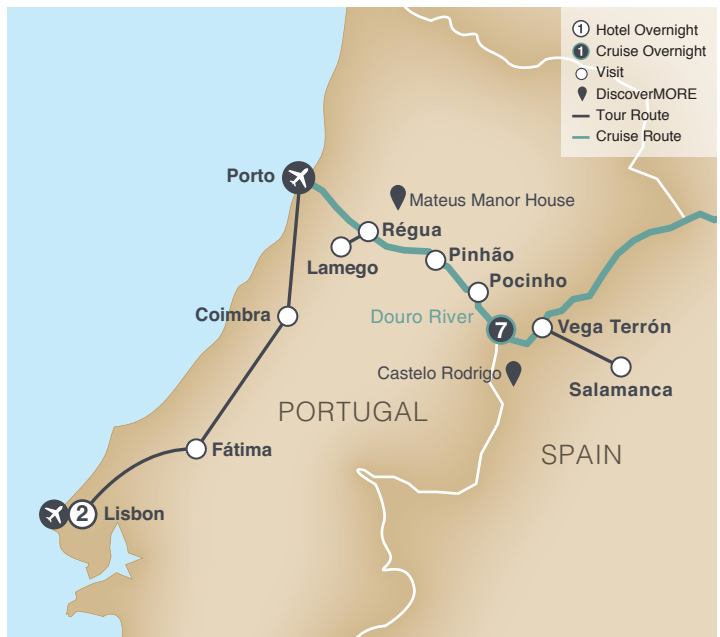 1 Hotel Overnight
1 Cruise Overnight
Visit
DiscoverMORE
Tour Route
Cruise Route
Porto
Mateus Manor House
Régua
Lamego
Pinhão
Pocinho
Coimbra
Douro River
7
Vega Terrón
Castelo Rodrigo
Salamanca
PORTUGAL
SPAIN
Fátima
2 Lisbon